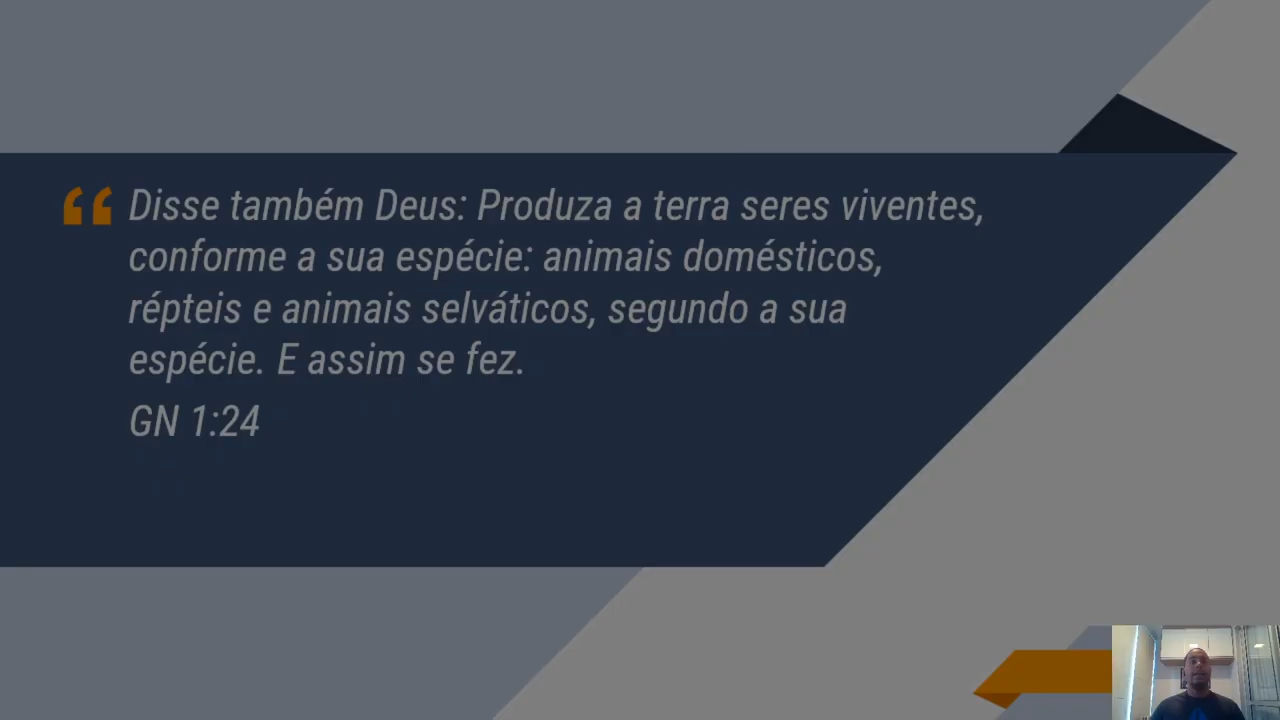 “ Disse também Deus: Produza a terra seres viventes,
conforme a sua espécie: animais domésticos,
répteis e animais selváticos, segundo a sua
espécie. E assim se fez.
GN 1:24